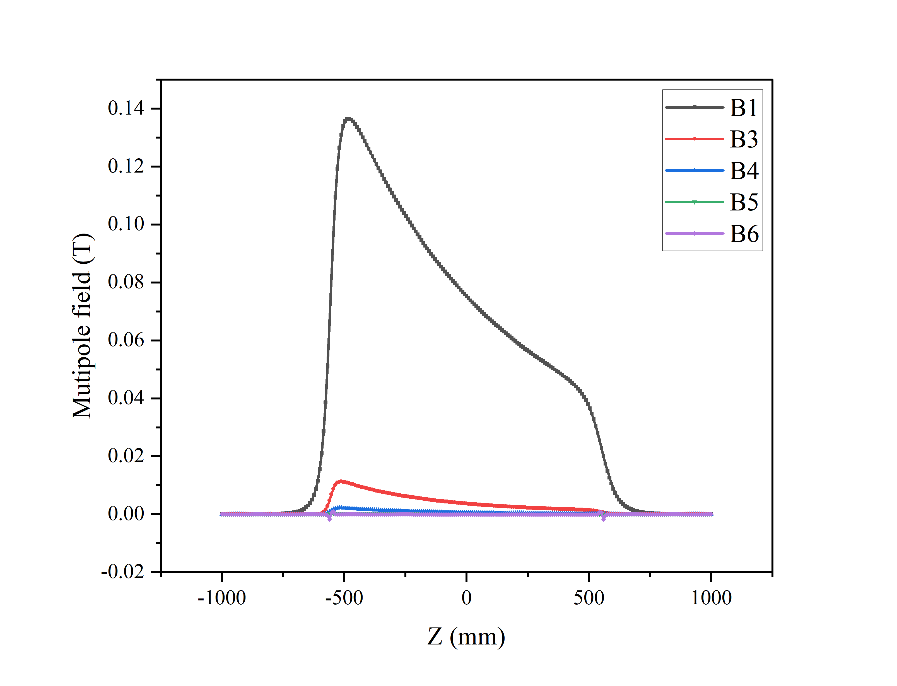 0.14
0.12
0.10
0.08
0.06
0.04
0.02
0.00
-0.02
Mutipole field (T)
B1
B3
B4
B5
B6
-1000 -500 0 500 1000
Z (mm)